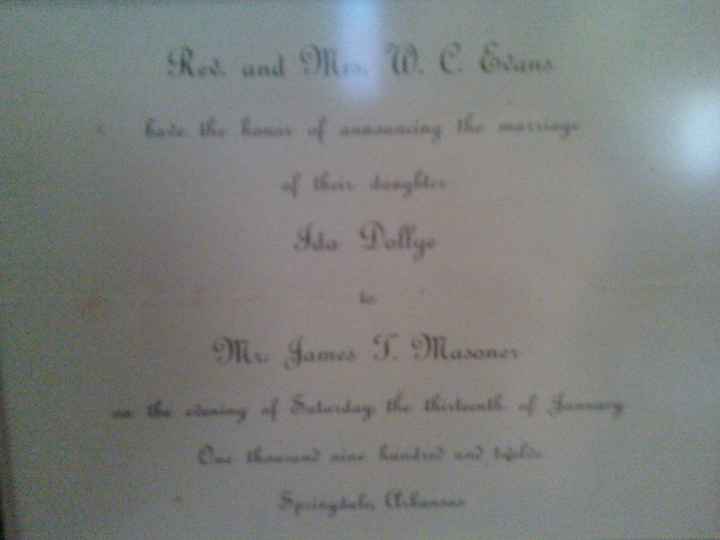 Rev. and Mrs. W. C. Evans
have the honor of announcing the marriage
of their daughter
Ida Dollye
to
Mr. James T. Masoner
on the evening of Saturday, the thirteenth of January
One thousand nine hundred and twelve
Springdale, Arkansas